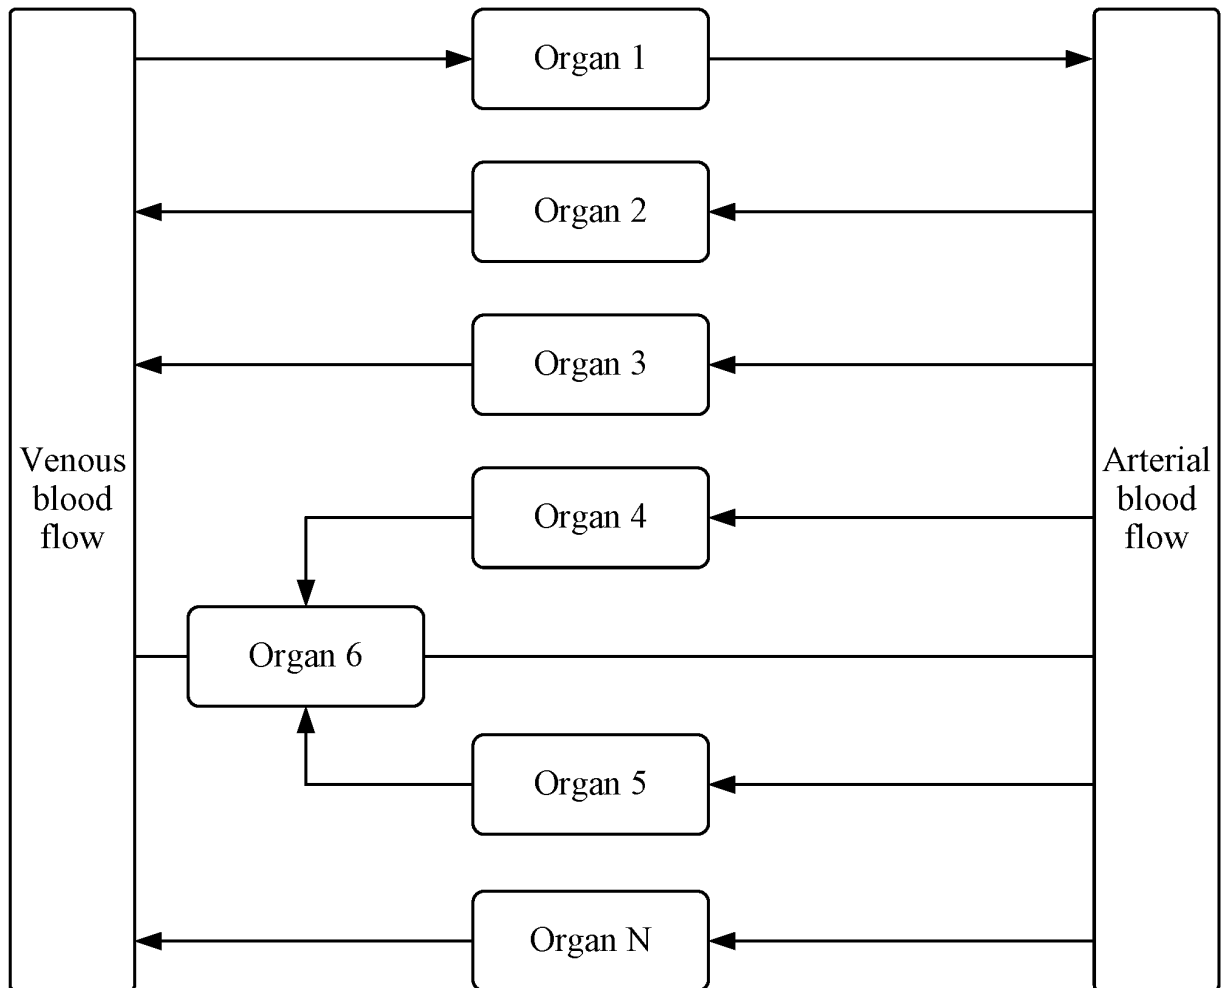 Organ 1
Organ 2
Organ 3
Venous
blood
flow
Organ 4
Arterial
blood
flow
Organ 6
Organ 5
Organ N